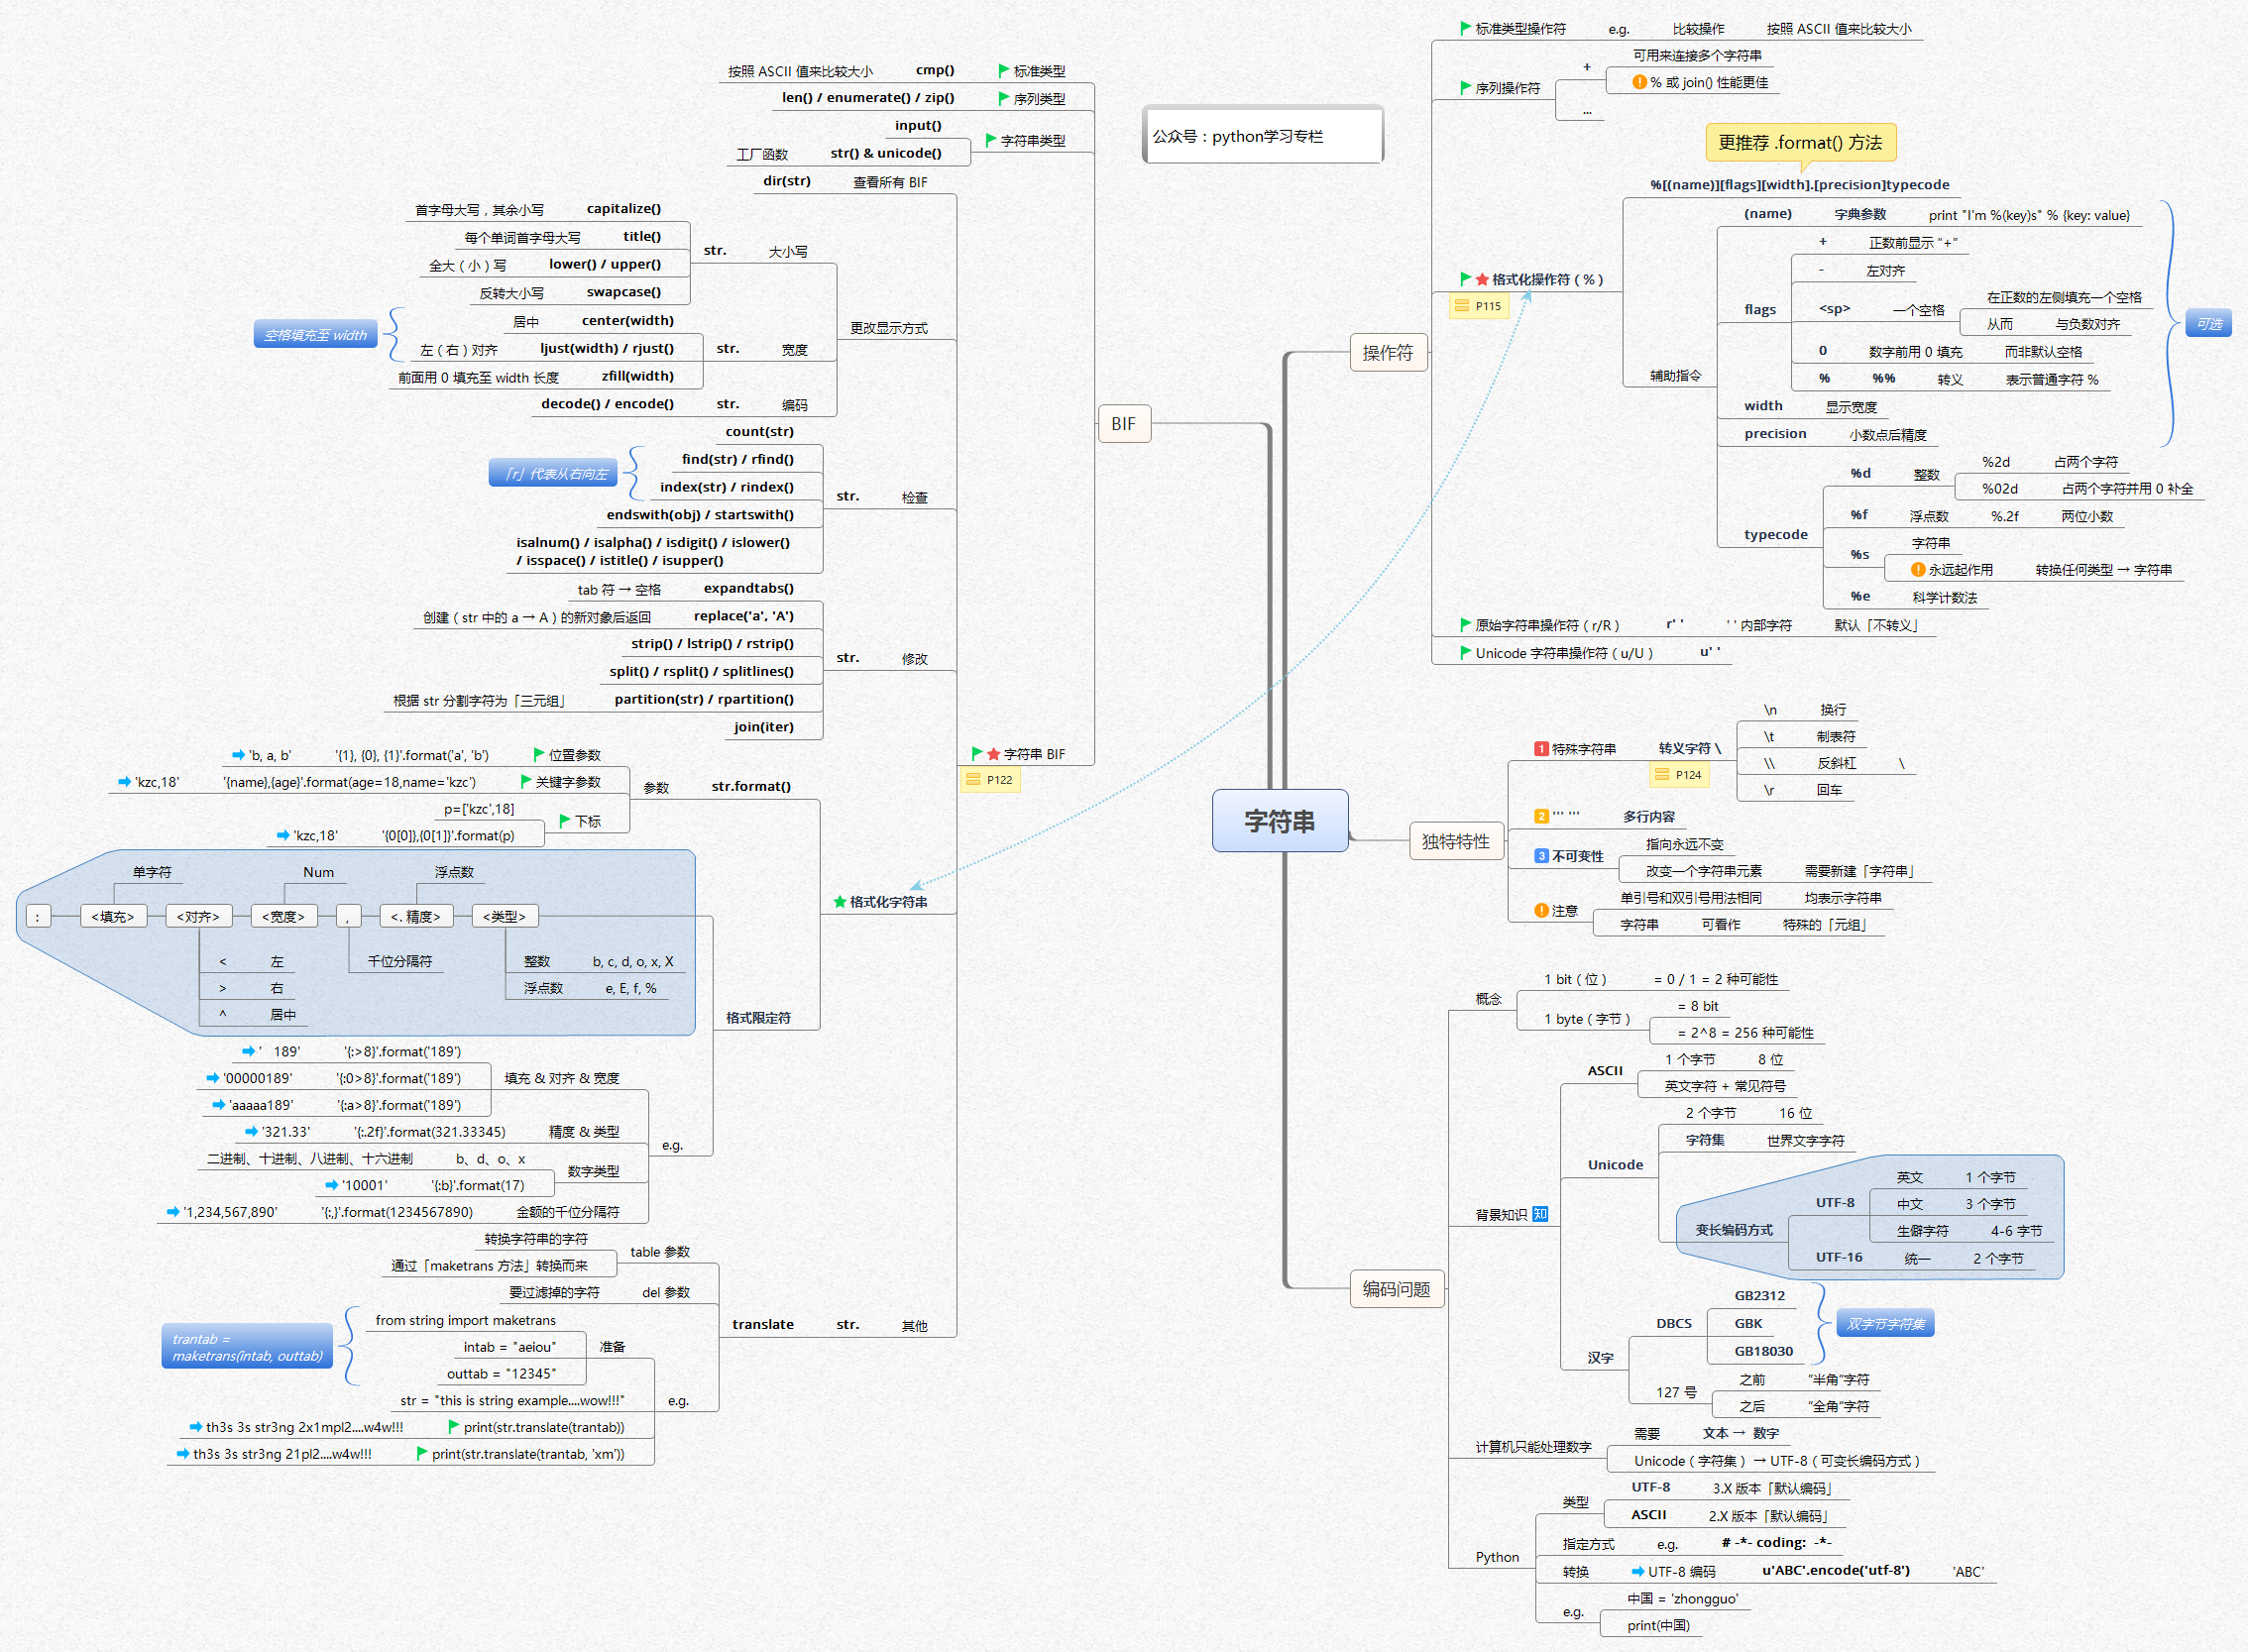 字符串
公众号：python学习专栏
操作符
标准类型操作符 e.g. 比较操作 按照 ASCII 值来比较大小
序列操作符
+
可用来连接多个字符串
% 或 join() 性能更佳
...
更推荐 .format() 方法
格式化操作符（%）
P115
%[(name)][flags][width].[precision]typecode
辅助指令
(name) 字典参数 print "I'm %(key)s" % {key: value}
flags
+ 正数前显示 “+”
- 左对齐
<sp> 一个空格
在正数的左侧填充一个空格
从而 与负数对齐
0 数字前用 0 填充 而非默认空格
% %% 转义 表示普通字符 %
width 显示宽度
precision 小数点后精度
可选
typecode
%d 整数
%2d 占两个字符
%02d 占两个字符并用 0 补全
%f 浮点数 %.2f 两位小数
%s
字符串
永远起作用 转换任何类型 → 字符串
%e 科学计数法
原始字符串操作符（r/R） r' ' ' ' 内部字符 默认「不转义」
Unicode 字符串操作符（u/U） u' '
独特特性
1 特殊字符串 转义字符 \
P124
\n 换行
\t 制表符
\\ 反斜杠 \
\r 回车
2 ''' ''' 多行内容
3 不可变性
指向永远不变
改变一个字符串元素 需要新建「字符串」
注意
单引号和双引号用法相同 均表示字符串
字符串 可看作 特殊的「元组」
编码问题
概念
1 bit（位） = 0 / 1 = 2 种可能性
1 byte（字节）
= 8 bit
= 2^8 = 256 种可能性
背景知识 知
ASCII
1 个字节 8 位
英文字符 + 常见符号
Unicode
2 个字节 16 位
字符集 世界文字字符
变长编码方式
UTF-8
英文 1 个字节
中文 3 个字节
生僻字符 4-6 字节
UTF-16 统一 2 个字节
汉字
DBCS
GB2312
GBK
GB18030
双字节字符集
127 号
之前 “半角”字符
之后 “全角”字符
计算机只能处理数字
需要 文本 → 数字
Unicode（字符集） → UTF-8（可变长编码方式）
Python
类型
UTF-8 3.X 版本「默认编码」
ASCII 2.X 版本「默认编码」
指定方式 e.g. # -*- coding: -*-
转换 UTF-8 编码 u'ABC'.encode('utf-8') 'ABC'
e.g.
中国 = 'zhongguo'
print(中国)
BIF
按照 ASCII 值来比较大小 cmp() 标准类型
len() / enumerate() / zip() 序列类型
字符串类型
input()
工厂函数 str() & unicode()
字符串 BIF
P122
dir(str) 查看所有 BIF
更改显示方式
str. 大小写
首字母大写，其余小写 capitalize()
每个单词首字母大写 title()
全大（小）写 lower() / upper()
反转大小写 swapcase()
str. 宽度
空格填充至 width
居中 center(width)
左（右）对齐 ljust(width) / rjust()
前面用 0 填充至 width 长度 zfill(width)
decode() / encode() str. 编码
str. 检查
count(str)
find(str) / rfind()
index(str) / rindex()
「r」代表从右向左
endswith(obj) / startswith()
isalnum() / isalpha() / isdigit() / islower()
/ isspace() / istitle() / isupper()
str. 修改
tab 符 → 空格 expandtabs()
创建（str 中的 a → A）的新对象后返回 replace('a', 'A')
strip() / lstrip() / rstrip()
split() / rsplit() / splitlines()
根据 str 分割字符为「三元组」 partition(str) / rpartition()
join(iter)
格式化字符串
参数 str.format()
'b, a, b' '{1}, {0}, {1}'.format('a', 'b') 位置参数
'kzc,18' '{name},{age}'.format(age=18,name='kzc') 关键字参数
下标
p=['kzc',18]
'kzc,18' '{0[0]},{0[1]}'.format(p)
格式限定符
单字符 Num 浮点数
: <填充> <对齐> <宽度> , <. 精度> <类型>
< 左
> 右
^ 居中
千位分隔符
整数 b, c, d, o, x, X
浮点数 e, E, f, %
e.g.
填充 & 对齐 & 宽度
'   189' '{:>8}'.format('189')
'00000189' '{:0>8}'.format('189')
'aaaaa189' '{:a>8}'.format('189')
'321.33' '{:.2f}'.format(321.33345) 精度 & 类型
数字类型
二进制、十进制、八进制、十六进制 b、d、o、x
'10001' '{:b}'.format(17)
'1,234,567,890' '{:,}'.format(1234567890) 金额的千位分隔符
translate str. 其他
table 参数
转换字符串的字符
通过「maketrans 方法」转换而来
要过滤掉的字符 del 参数
e.g.
准备
from string import maketrans
intab = "aeiou"
outtab = "12345"
trantab =
maketrans(intab, outtab)
str = "this is string example....wow!!!"
th3s 3s str3ng 2x1mpl2....w4w!!! print(str.translate(trantab))
th3s 3s str3ng 21pl2....w4w!!! print(str.translate(trantab, 'xm'))